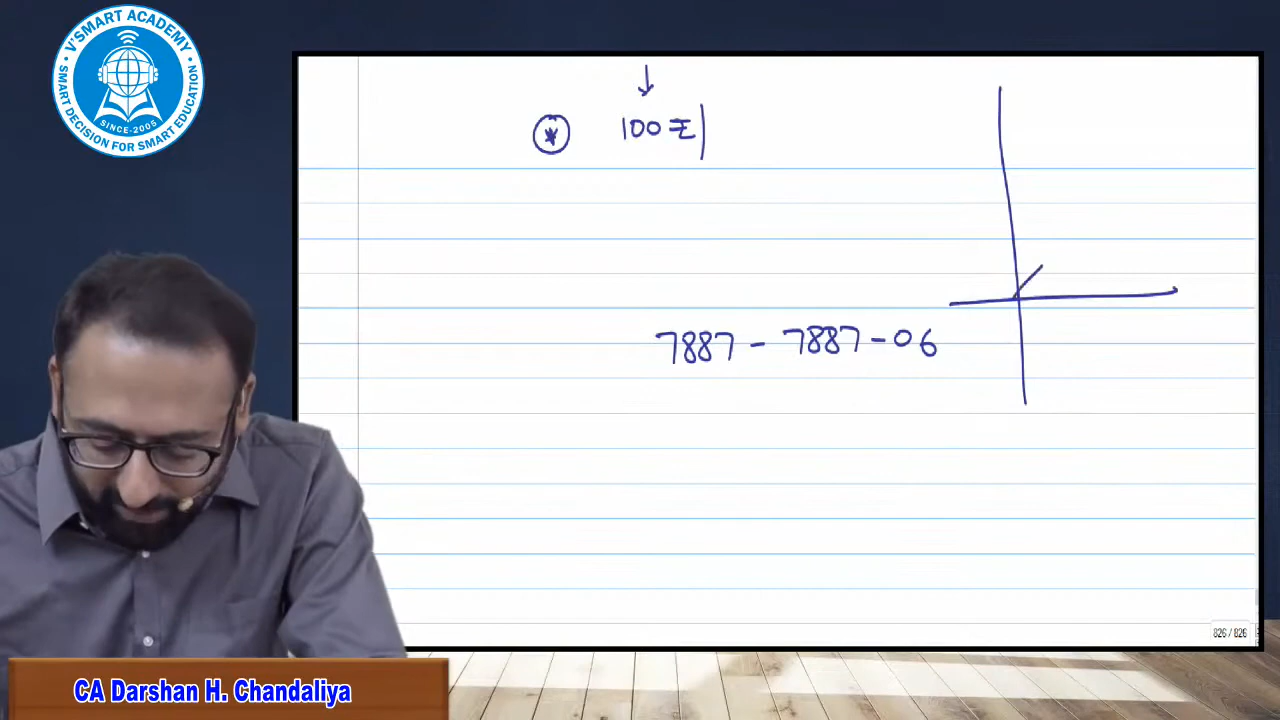 V'SMART ACADEMY
SINCE-2005
SMART DECISION FOR SMART EDUCATION
100 ₹
7887 - 7887 - 06
826 / 826
CA Darshan H. Chandaliya